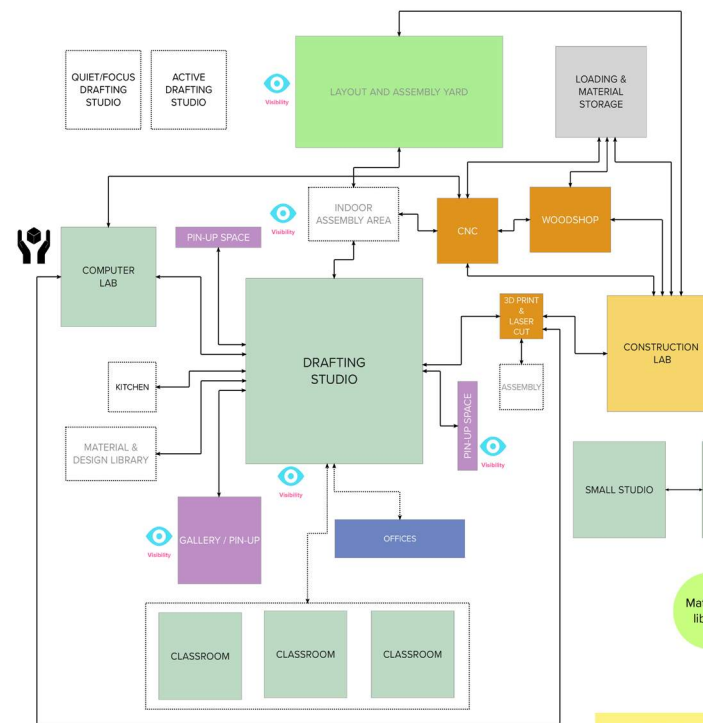 QUIET/FOCUS
DRAFTING
STUDIO
ACTIVE
DRAFTING
STUDIO
Visibility
LAYOUT AND ASSEMBLY YARD
LOADING &
MATERIAL
STORAGE
Visibility
INDOOR
ASSEMBLY AREA
CNC
WOODSHOP
PIN-UP SPACE
COMPUTER
LAB
3D PRINT
&
LASER
CUT
CONSTRUCTION
LAB
DRAFTING
STUDIO
KITCHEN
ASSEMBLY
MATERIAL &
DESIGN LIBRARY
PIN-UP SPACE
Visibility
Visibility
SMALL STUDIO
Visibility
GALLERY / PIN-UP
OFFICES
CLASSROOM
CLASSROOM
CLASSROOM